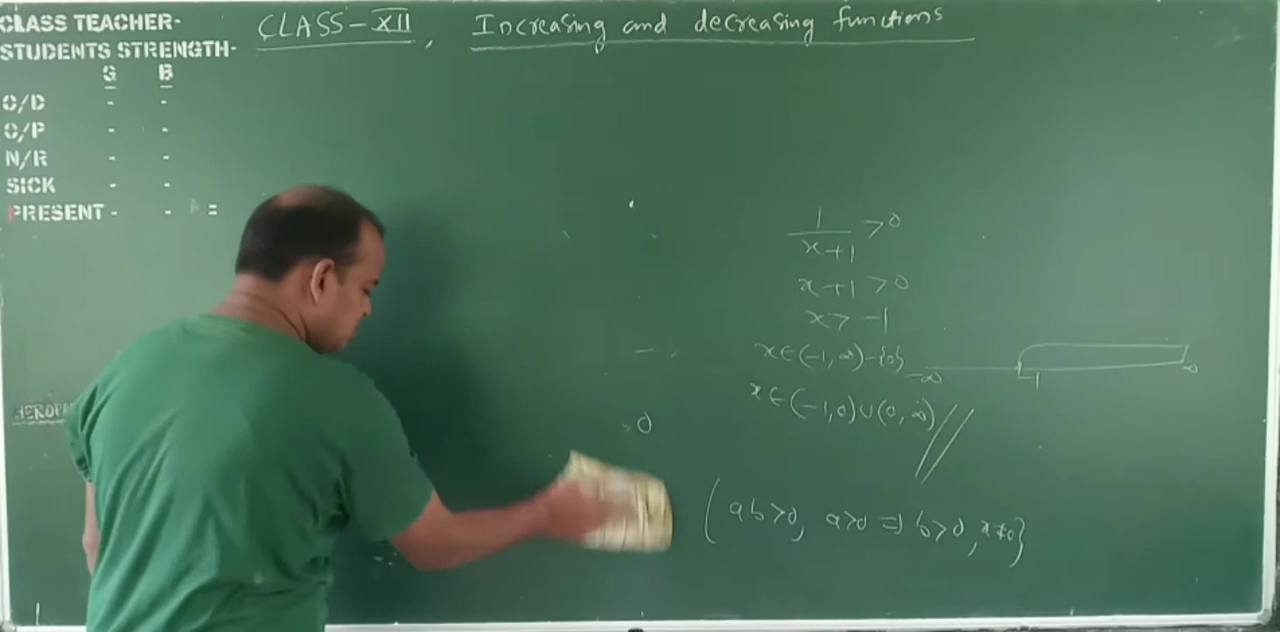 CLASS TEACHER-
STUDENTS STRENGTH-
G B
O/D - -
O/P - -
N/R - -
SICK - -
PRESENT - - =
CLASS-XII, Increasing and decreasing functions
1/(x+1) >0
x+1 >0
x > -1
x∈(-1,∞)-{0}
-∞ -1 ∞
x∈(-1,0)∪(0,∞)//
0
(ab>0, a>0 ⇒ b>0, x≠0}